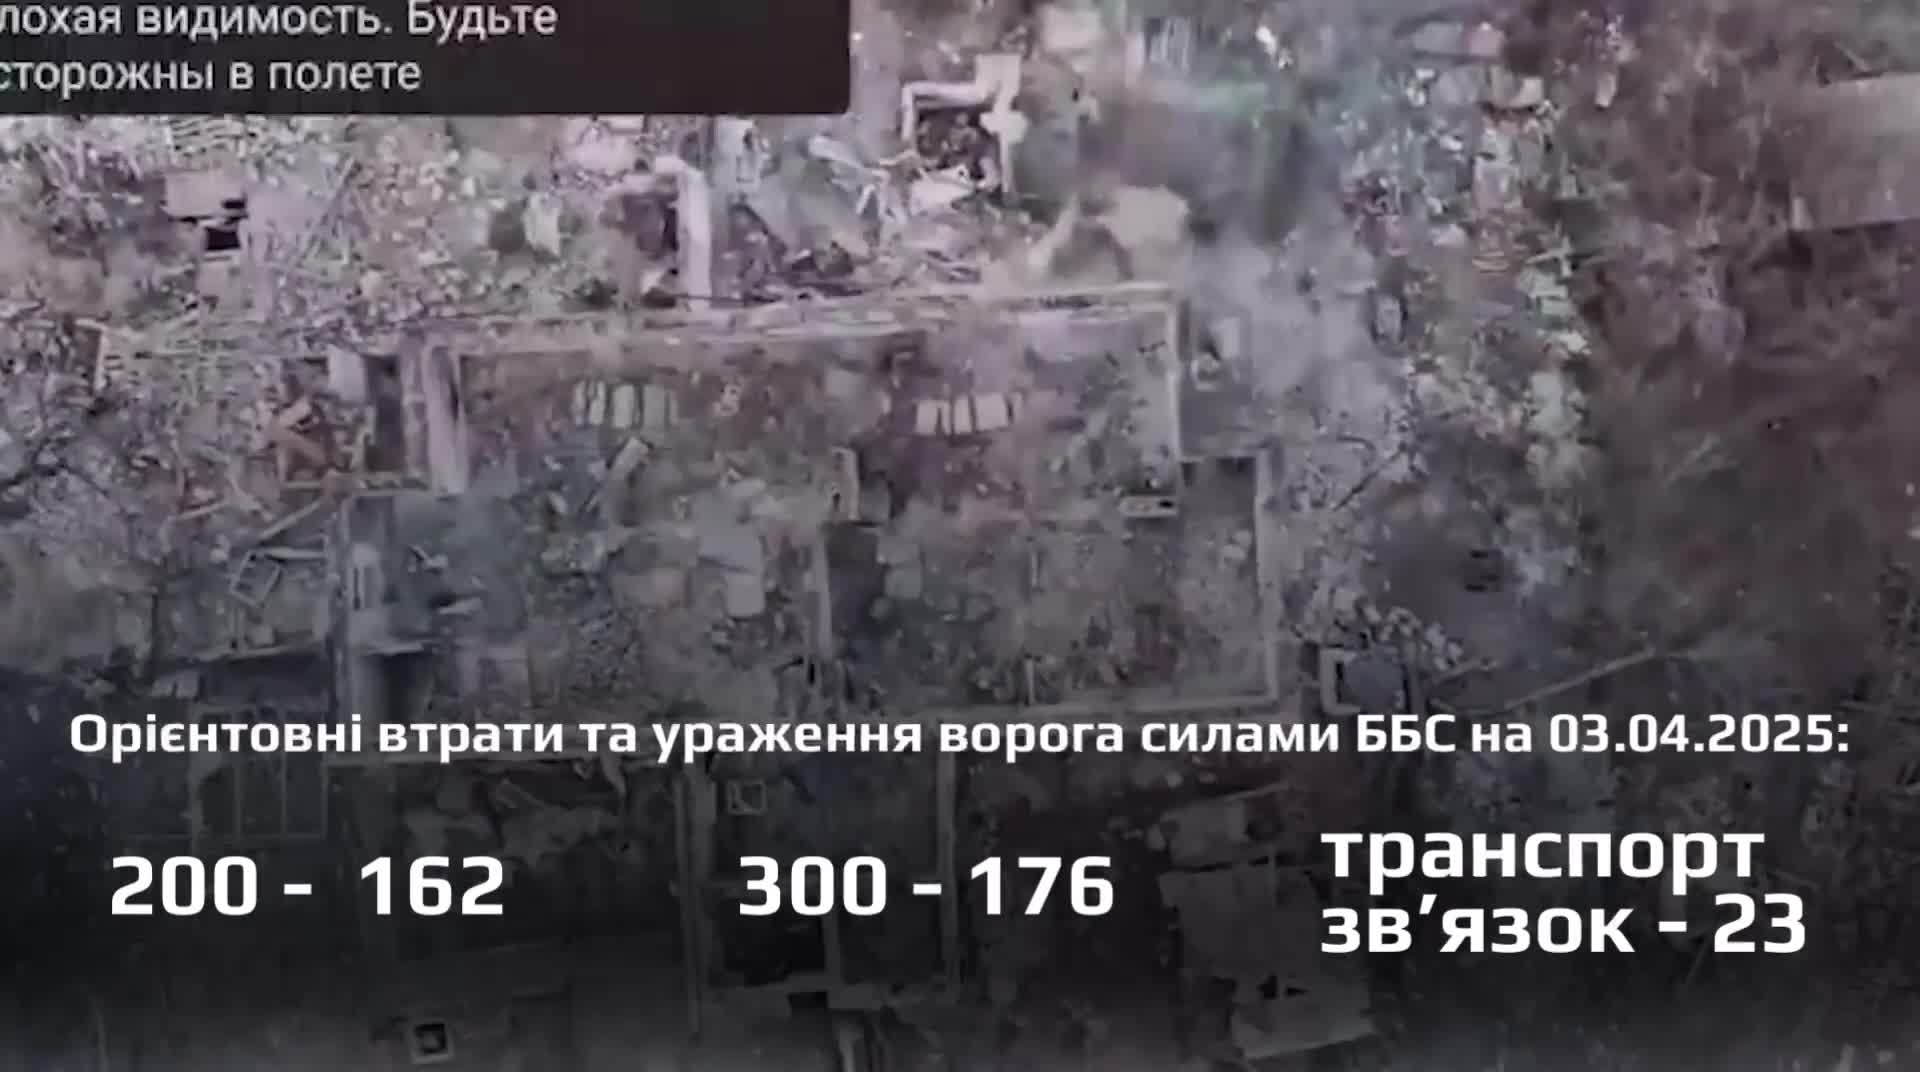 лохая видимость. Будьте
сторожны в полете
Орієнтовні втрати та ураження ворога силами ББС на 03.04.2025:
200 - 162
300 - 176
транспорт
зв’язок - 23